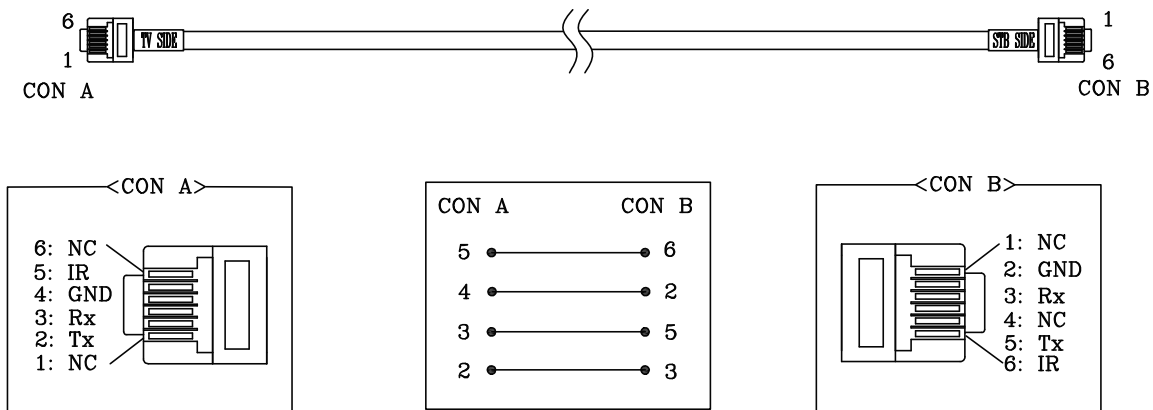 6
1
CON A
TV SIDE
STB SIDE
1
6
CON B
<CON A>
6: NC
5: IR
4: GND
3: Rx
2: Tx
1: NC
CON A CON B
5 6
4 2
3 5
2 3
<CON B>
1: NC
2: GND
3: Rx
4: NC
5: Tx
6: IR